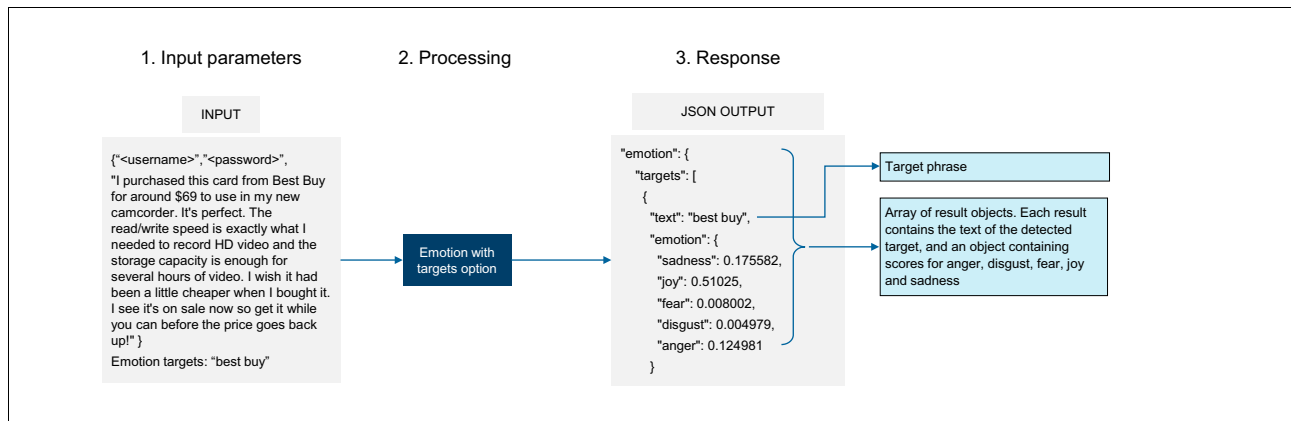 1. Input parameters
2. Processing
3. Response
INPUT
{“<username>”,”<password>”,
"I purchased this card from Best Buy
for around $69 to use in my new
camcorder. It's perfect. The
read/write speed is exactly what I
needed to record HD video and the
storage capacity is enough for
several hours of video. I wish it had
been a little cheaper when I bought it.
I see it's on sale now so get it while
you can before the price goes back
up!" }
Emotion targets: “best buy”
Emotion with
targets option
JSON OUTPUT
"emotion": {
"targets": [
{
"text": "best buy",
"emotion": {
"sadness": 0.175582,
"joy": 0.51025,
"fear": 0.008002,
"disgust": 0.004979,
"anger": 0.124981
}
Target phrase
Array of result objects. Each result
contains the text of the detected
target, and an object containing
scores for anger, disgust, fear, joy
and sadness